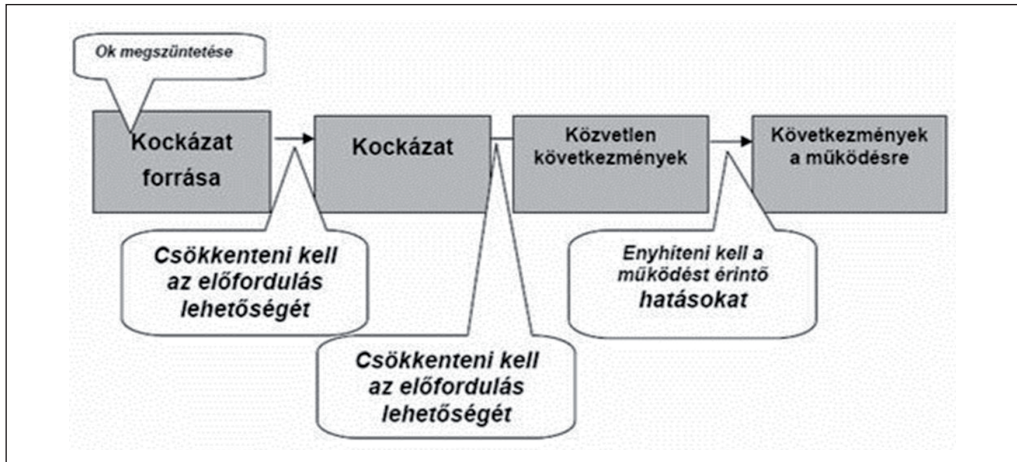 Ok megszüntetése
Kockázat
forrása
Kockázat
Közvetlen
következmények
Következmények
a működésre
Csökkenteni kell
az előfordulás
lehetőségét
Csökkenteni kell
az előfordulás
lehetőségét
Enyhíteni kell a
működést érintő
hatásokat